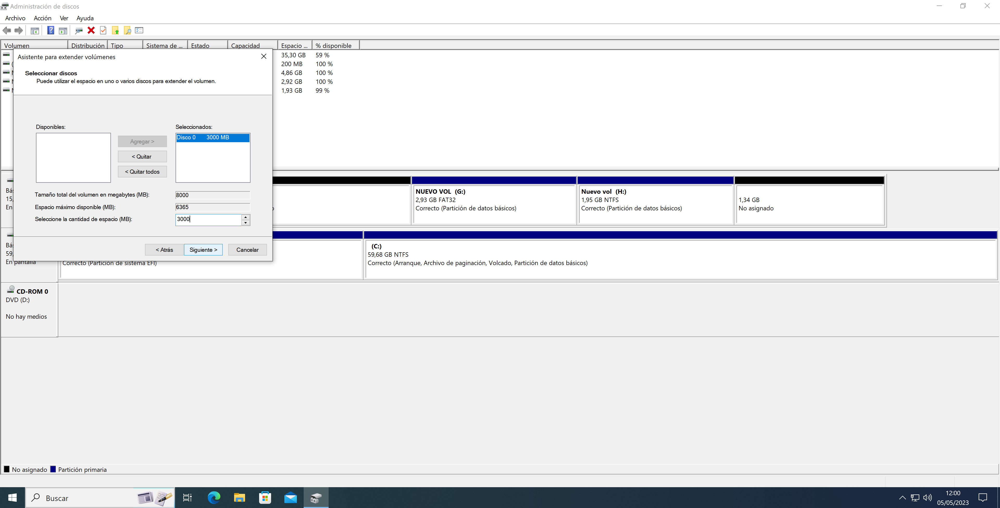 Administración de discos
Archivo Acción Ver Ayuda
Volumen Distribución Tipo Sistema de ... Estado Capacidad Espacio ... % disponible
35,30 GB 59 %
200 MB 100 %
4,86 GB 100 %
2,92 GB 100 %
1,93 GB 99 %
Asistente para extender volúmenes
Seleccionar discos
Puede utilizar el espacio en uno o varios discos para extender el volumen.
Disponibles: Seleccionados:
Disco 0 3000 MB
Agregar >
< Quitar
< Quitar todos
Tamaño total del volumen en megabytes (MB): 8000
Espacio máximo disponible (MB): 6365
Seleccione la cantidad de espacio (MB): 3000
< Atrás Siguiente > Cancelar
Bás
15,
En
NUEVO VOL (G:)
2,93 GB FAT32
Correcto (Partición de datos básicos)
Nuevo vol (H:)
1,95 GB NTFS
Correcto (Partición de datos básicos)
1,34 GB
No asignado
Bás
59,
En pantalla
Correcto (Partición de sistema EFI)
(C:)
59,68 GB NTFS
Correcto (Arranque, Archivo de paginación, Volcado, Partición de datos básicos)
CD-ROM 0
DVD (D:)
No hay medios
No asignado Partición primaria
Buscar
12:00
05/05/2023